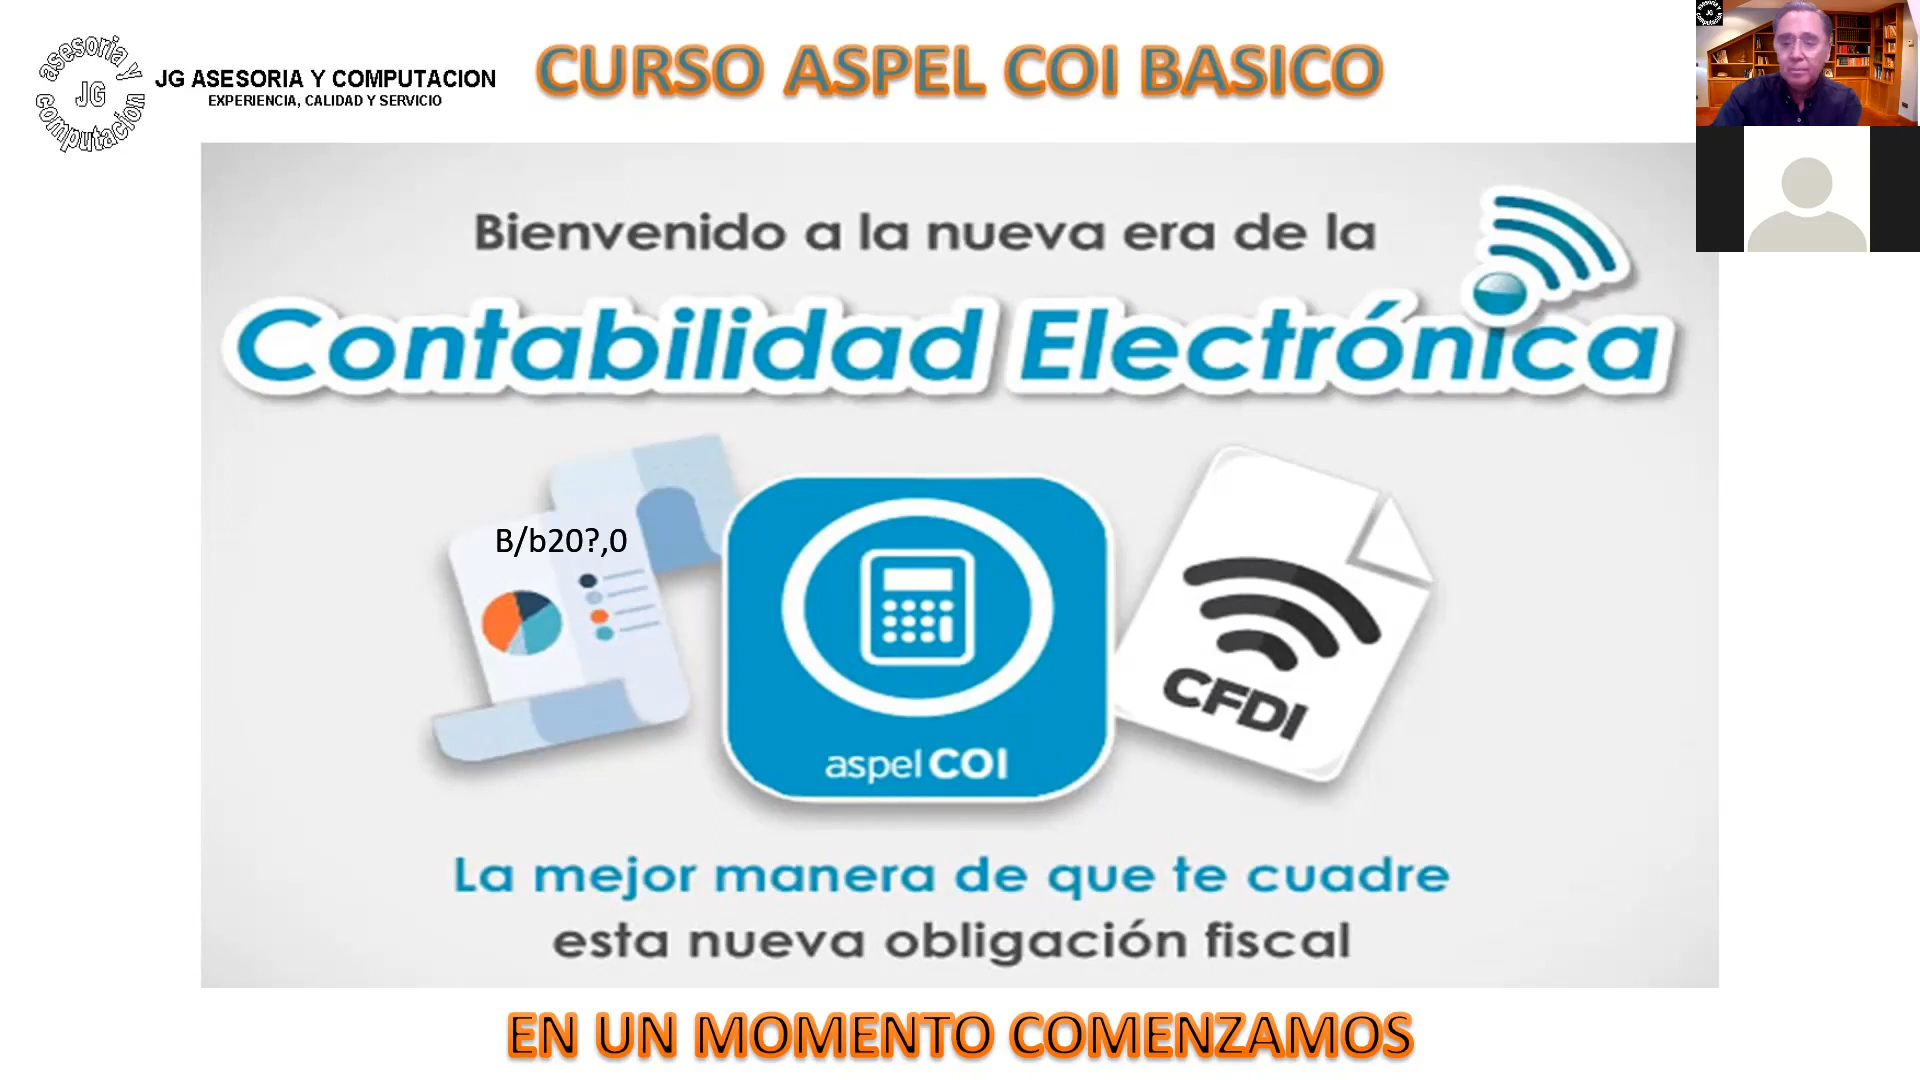 asesoria y
JG
computacion
JG ASESORIA Y COMPUTACION
EXPERIENCIA, CALIDAD Y SERVICIO
CURSO ASPEL COI BASICO
Bienvenido a la nueva era de la
Contabilidad Electrónica
B/b20?,0
CFDI
aspel COI
La mejor manera de que te cuadre
esta nueva obligación fiscal
EN UN MOMENTO COMENZAMOS